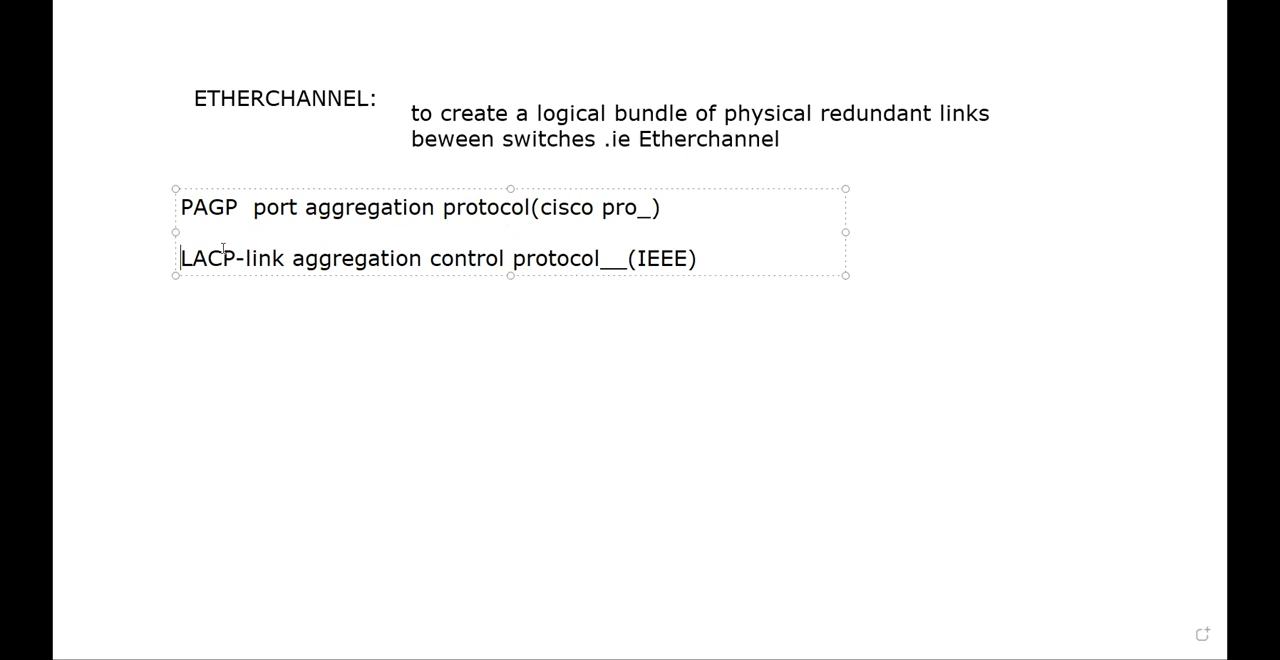 ETHERCHANNEL:
to create a logical bundle of physical redundant links
beween switches .ie Etherchannel
PAGP  port aggregation protocol(cisco pro_)
LACP-link aggregation control protocol__(IEEE)